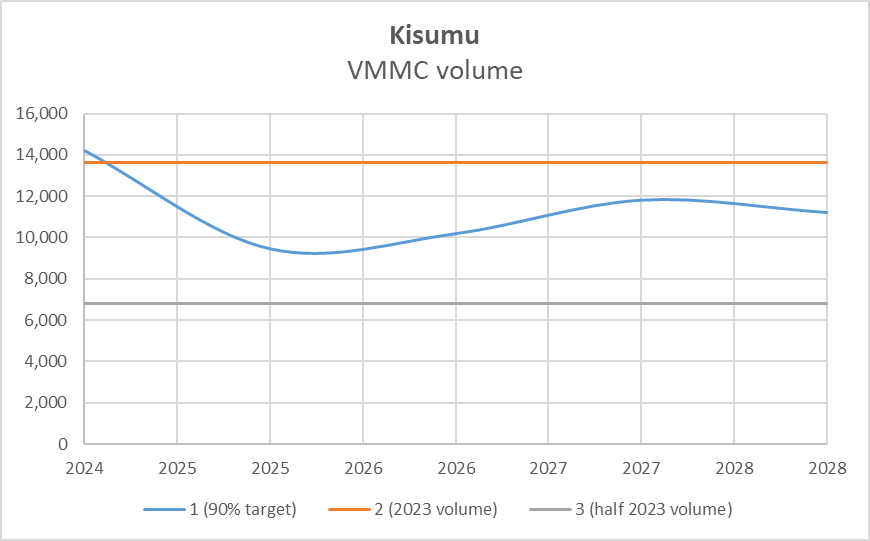 Kisumu
VMMC volume
16,000
14,000
12,000
10,000
8,000
6,000
4,000
2,000
0
2024 2025 2025 2026 2026 2027 2027 2028 2028
1 (90% target) 2 (2023 volume) 3 (half 2023 volume)